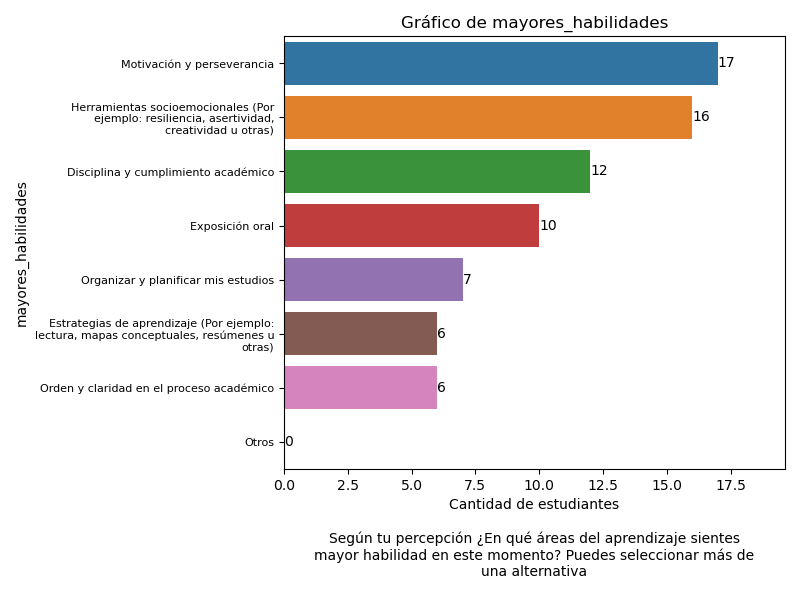 Gráfico de mayores_habilidades
mayores_habilidades
Motivación y perseverancia
17
Herramientas socioemocionales (Por
ejemplo: resiliencia, asertividad,
creatividad u otras)
16
Disciplina y cumplimiento académico
12
Exposición oral
10
Organizar y planificar mis estudios
7
Estrategias de aprendizaje (Por ejemplo:
lectura, mapas conceptuales, resúmenes u
otras)
6
Orden y claridad en el proceso académico
6
Otros
0
0.0 2.5 5.0 7.5 10.0 12.5 15.0 17.5
Cantidad de estudiantes
Según tu percepción ¿En qué áreas del aprendizaje sientes
mayor habilidad en este momento? Puedes seleccionar más de
una alternativa